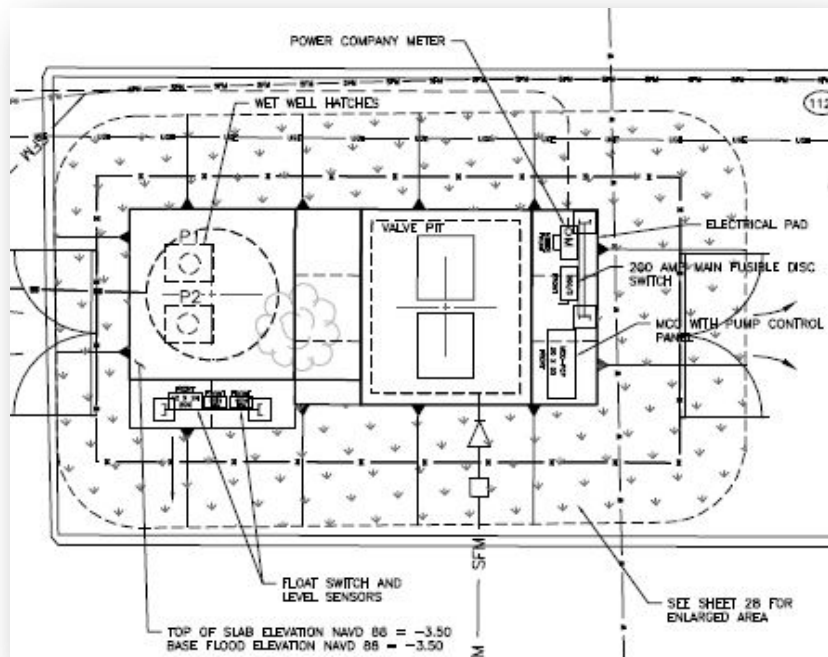 POWER COMPANY METER
WET WELL HATCHES
112
SFM
P1
VALVE PIT
ELECTRICAL PAD
P2
200 AMP MAIN FUSIBLE DISC
SWITCH
MCC WITH PUMP CONTROL
PANEL
FLOAT SWITCH AND
LEVEL SENSORS
SFM
SEE SHEET 28 FOR
ENLARGED AREA
TOP OF SLAB ELEVATION NAVD 88 = -3.50
BASE FLOOD ELEVATION NAVD 88 = -3.50
M